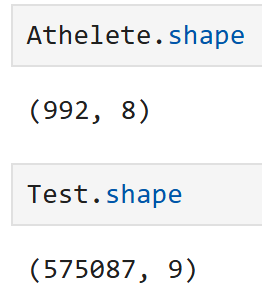 Athelete.shape
(992, 8)
Test.shape
(575087, 9)